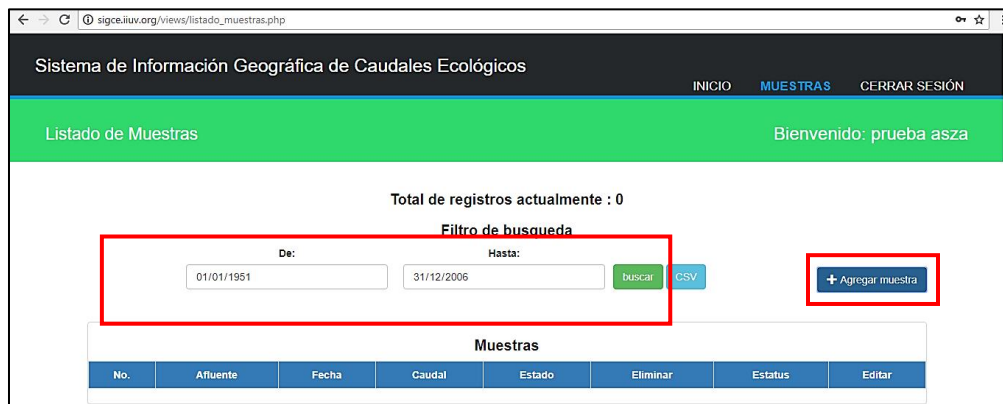 sigce.iiuv.org/views/listado_muestras.php
Sistema de Información Geográfica de Caudales Ecológicos
INICIO MUESTRAS CERRAR SESIÓN
Listado de Muestras Bienvenido: prueba asza
Total de registros actualmente : 0
Filtro de busqueda
De: Hasta:
01/01/1951 31/12/2006 buscar CSV + Agregar muestra
Muestras
No. Afluente Fecha Caudal Estado Eliminar Estatus Editar